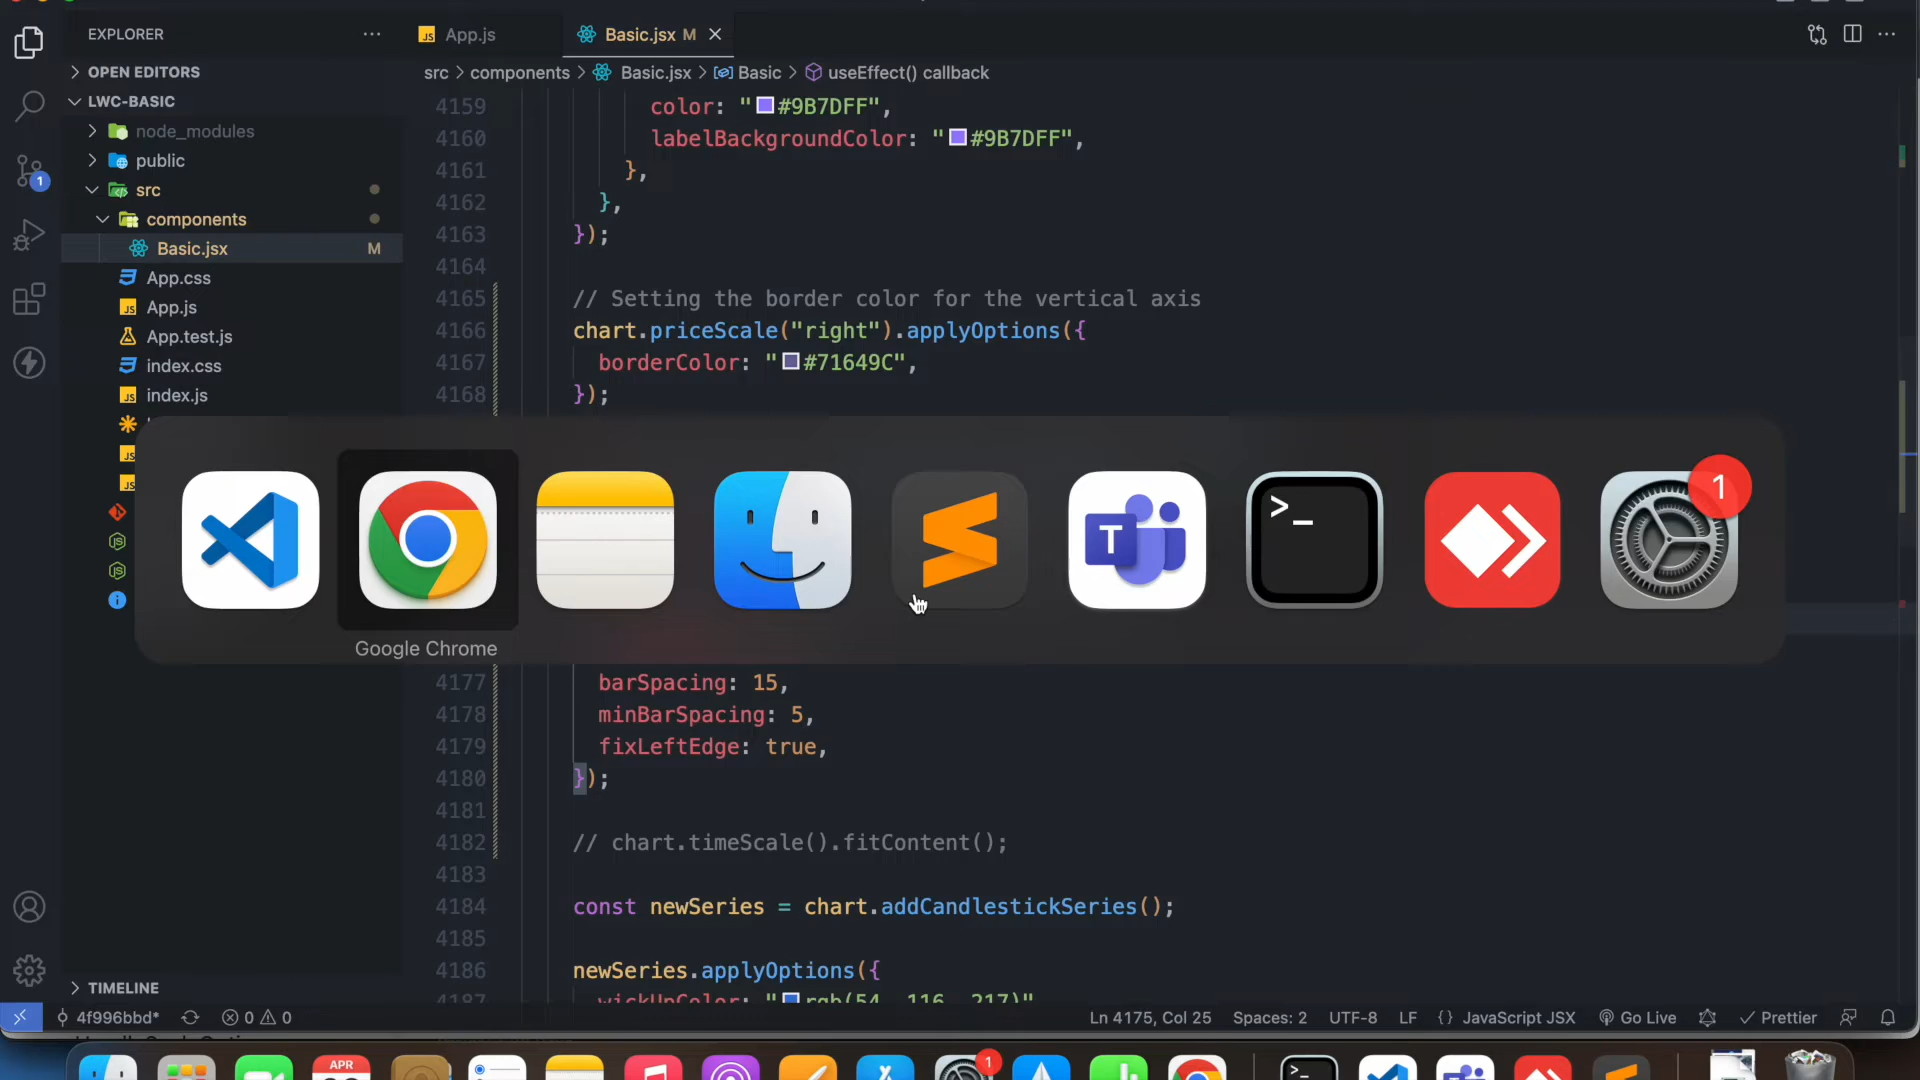 EXPLORER
App.js
Basic.jsx M
OPEN EDITORS
src > components > Basic.jsx > Basic > useEffect() callback
LWC-BASIC
node_modules
public
src
components
Basic.jsx M
App.css
App.js
App.test.js
index.css
index.js
4159 color: "#9B7DFF",
4160 labelBackgroundColor: "#9B7DFF",
4161 },
4162 },
4163 });
4164
4165 // Setting the border color for the vertical axis
4166 chart.priceScale("right").applyOptions({
4167 borderColor: "#71649C",
4168 });
T
>_
1
Google Chrome
4177 barSpacing: 15,
4178 minBarSpacing: 5,
4179 fixLeftEdge: true,
4180 });
4181
4182 // chart.timeScale().fitContent();
4183
4184 const newSeries = chart.addCandlestickSeries();
4185
4186 newSeries.applyOptions({
4187 wickUpColor: "rgb(54, 116, 217)"
TIMELINE
1
4f996bbd* 0 0
Ln 4175, Col 25 Spaces: 2 UTF-8 LF {} JavaScript JSX Go Live Prettier
APR
1